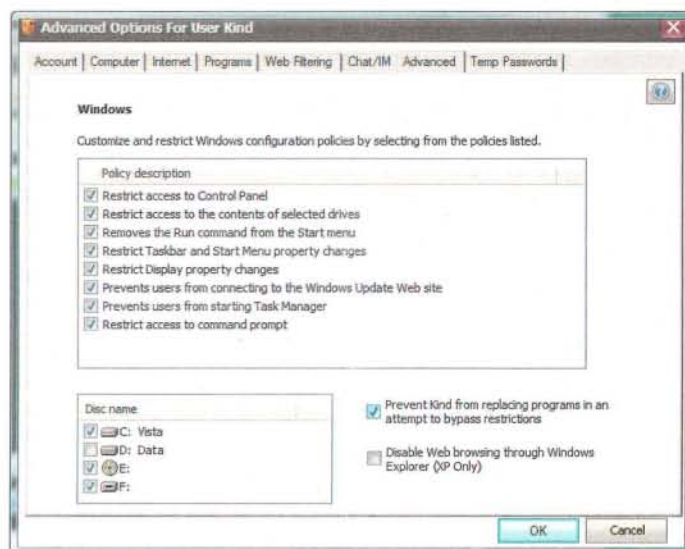 Advanced Options For User Kind
Account Computer Internet Programs Web Filtering Chat/IM Advanced Temp Passwords
Windows
Customize and restrict Windows configuration policies by selecting from the policies listed.
Policy description
Restrict access to Control Panel
Restrict access to the contents of selected drives
Removes the Run command from the Start menu
Restrict Taskbar and Start Menu property changes
Restrict Display property changes
Prevents users from connecting to the Windows Update Web site
Prevents users from starting Task Manager
Restrict access to command prompt
Disc name
C: Vista
D: Data
E:
F:
Prevent Kind from replacing programs in an
attempt to bypass restrictions
Disable Web browsing through Windows
Explorer (XP Only)
OK Cancel